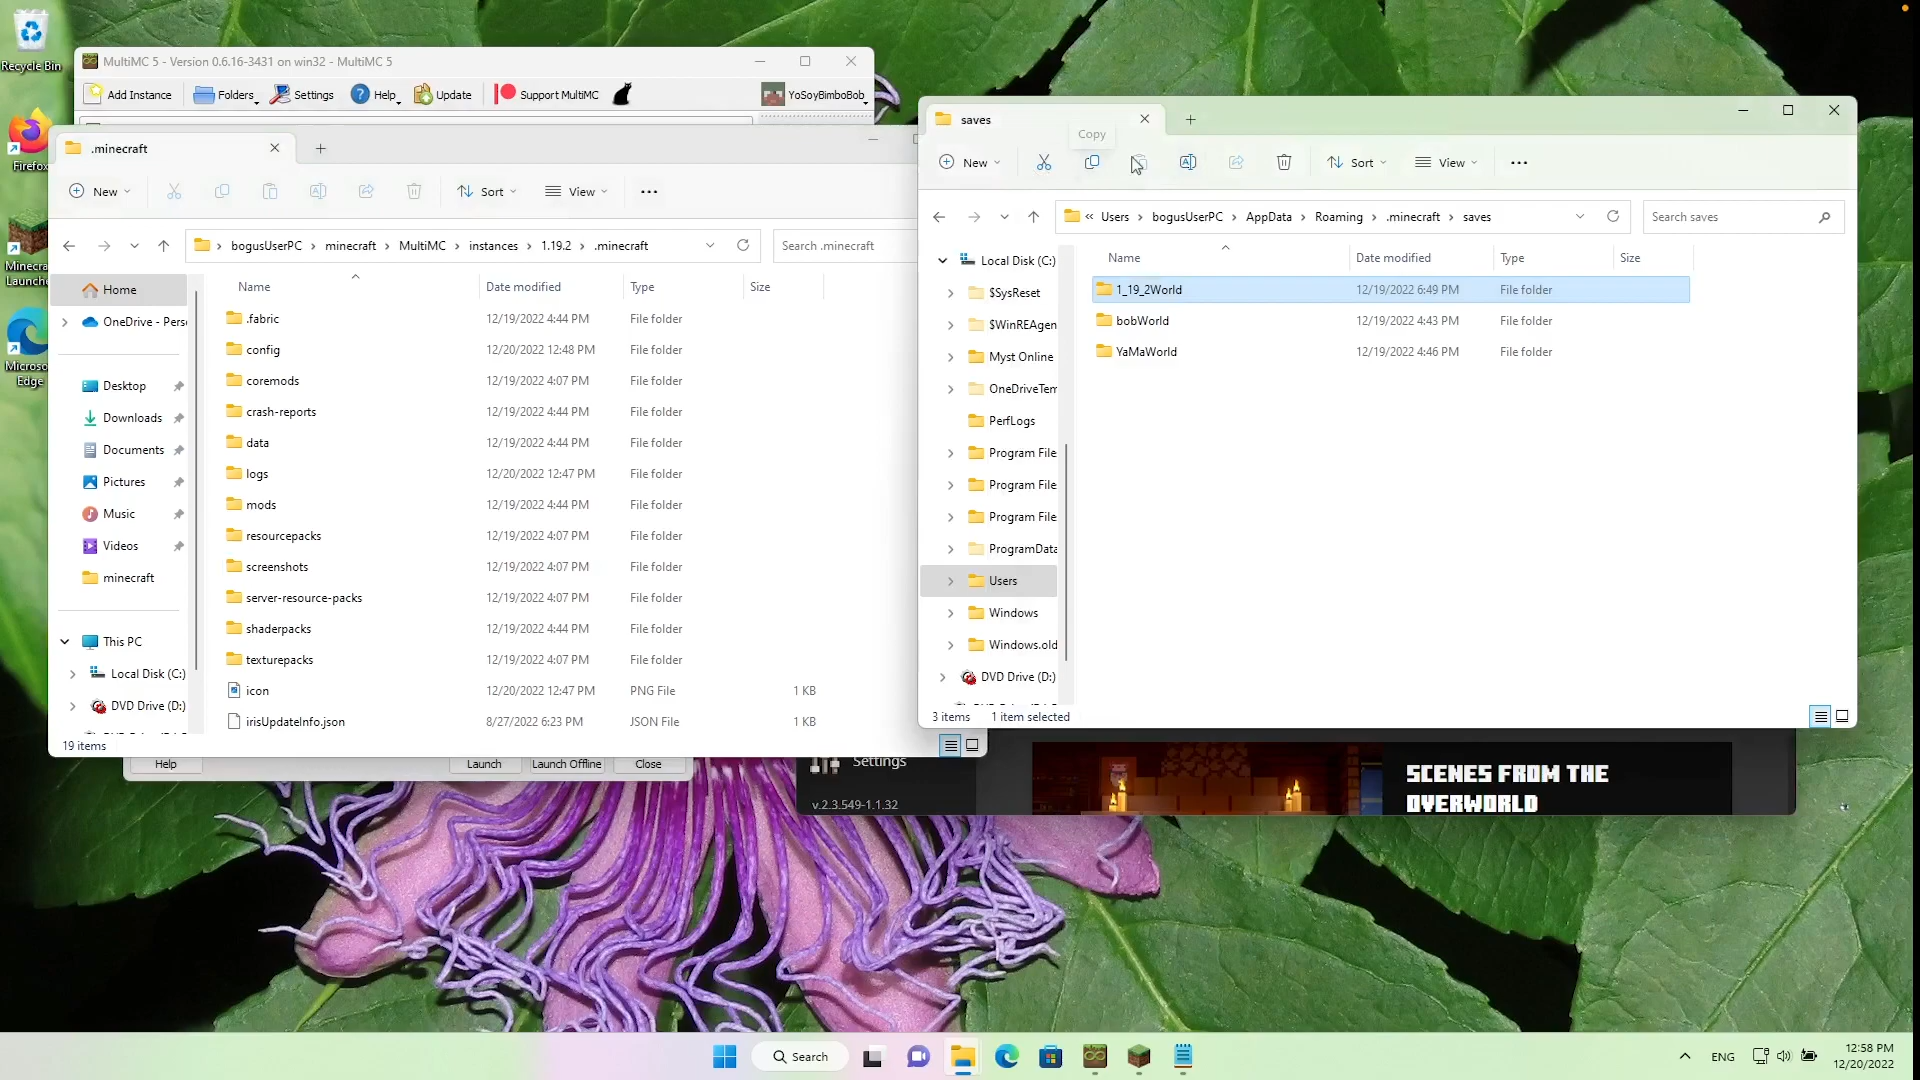 Recycle Bin
Firefox
Minecra
Launche
Microso
Edge
MultiMC 5 - Version 0.6.16-3431 on win32 - MultiMC 5
Add Instance
Folders
Settings
Help
Update
Support MultiMC
YoSoyBimboBob
.minecraft
New
Sort
View
bogusUserPC > minecraft > MultiMC > instances > 1.19.2 > .minecraft
Search .minecraft
Home
OneDrive - Perso
Desktop
Downloads
Documents
Pictures
Music
Videos
minecraft
This PC
Local Disk (C:)
DVD Drive (D:)
Name Date modified Type Size
.fabric 12/19/2022 4:44 PM File folder
config 12/20/2022 12:48 PM File folder
coremods 12/19/2022 4:07 PM File folder
crash-reports 12/19/2022 4:44 PM File folder
data 12/19/2022 4:44 PM File folder
logs 12/20/2022 12:47 PM File folder
mods 12/19/2022 4:44 PM File folder
resourcepacks 12/19/2022 4:07 PM File folder
screenshots 12/19/2022 4:07 PM File folder
server-resource-packs 12/19/2022 4:07 PM File folder
shaderpacks 12/19/2022 4:44 PM File folder
texturepacks 12/19/2022 4:07 PM File folder
icon 12/20/2022 12:47 PM PNG File 1 KB
irisUpdateInfo.json 8/27/2022 6:23 PM JSON File 1 KB
19 items
Help
Launch
Launch Offline
Close
saves
Copy
New
Sort
View
« Users > bogusUserPC > AppData > Roaming > .minecraft > saves
Search saves
Local Disk (C:)
$SysReset
$WinREAgen
Myst Online
OneDriveTem
PerfLogs
Program File
Program File
Program File
ProgramData
Users
Windows
Windows.old
DVD Drive (D:)
Name Date modified Type Size
1_19_2World 12/19/2022 6:49 PM File folder
bobWorld 12/19/2022 4:43 PM File folder
YaMaWorld 12/19/2022 4:46 PM File folder
3 items 1 item selected
Settings
v.2.3.549-1.1.32
SCENES FROM THE
OVERWORLD
Search
ENG
12:58 PM
12/20/2022